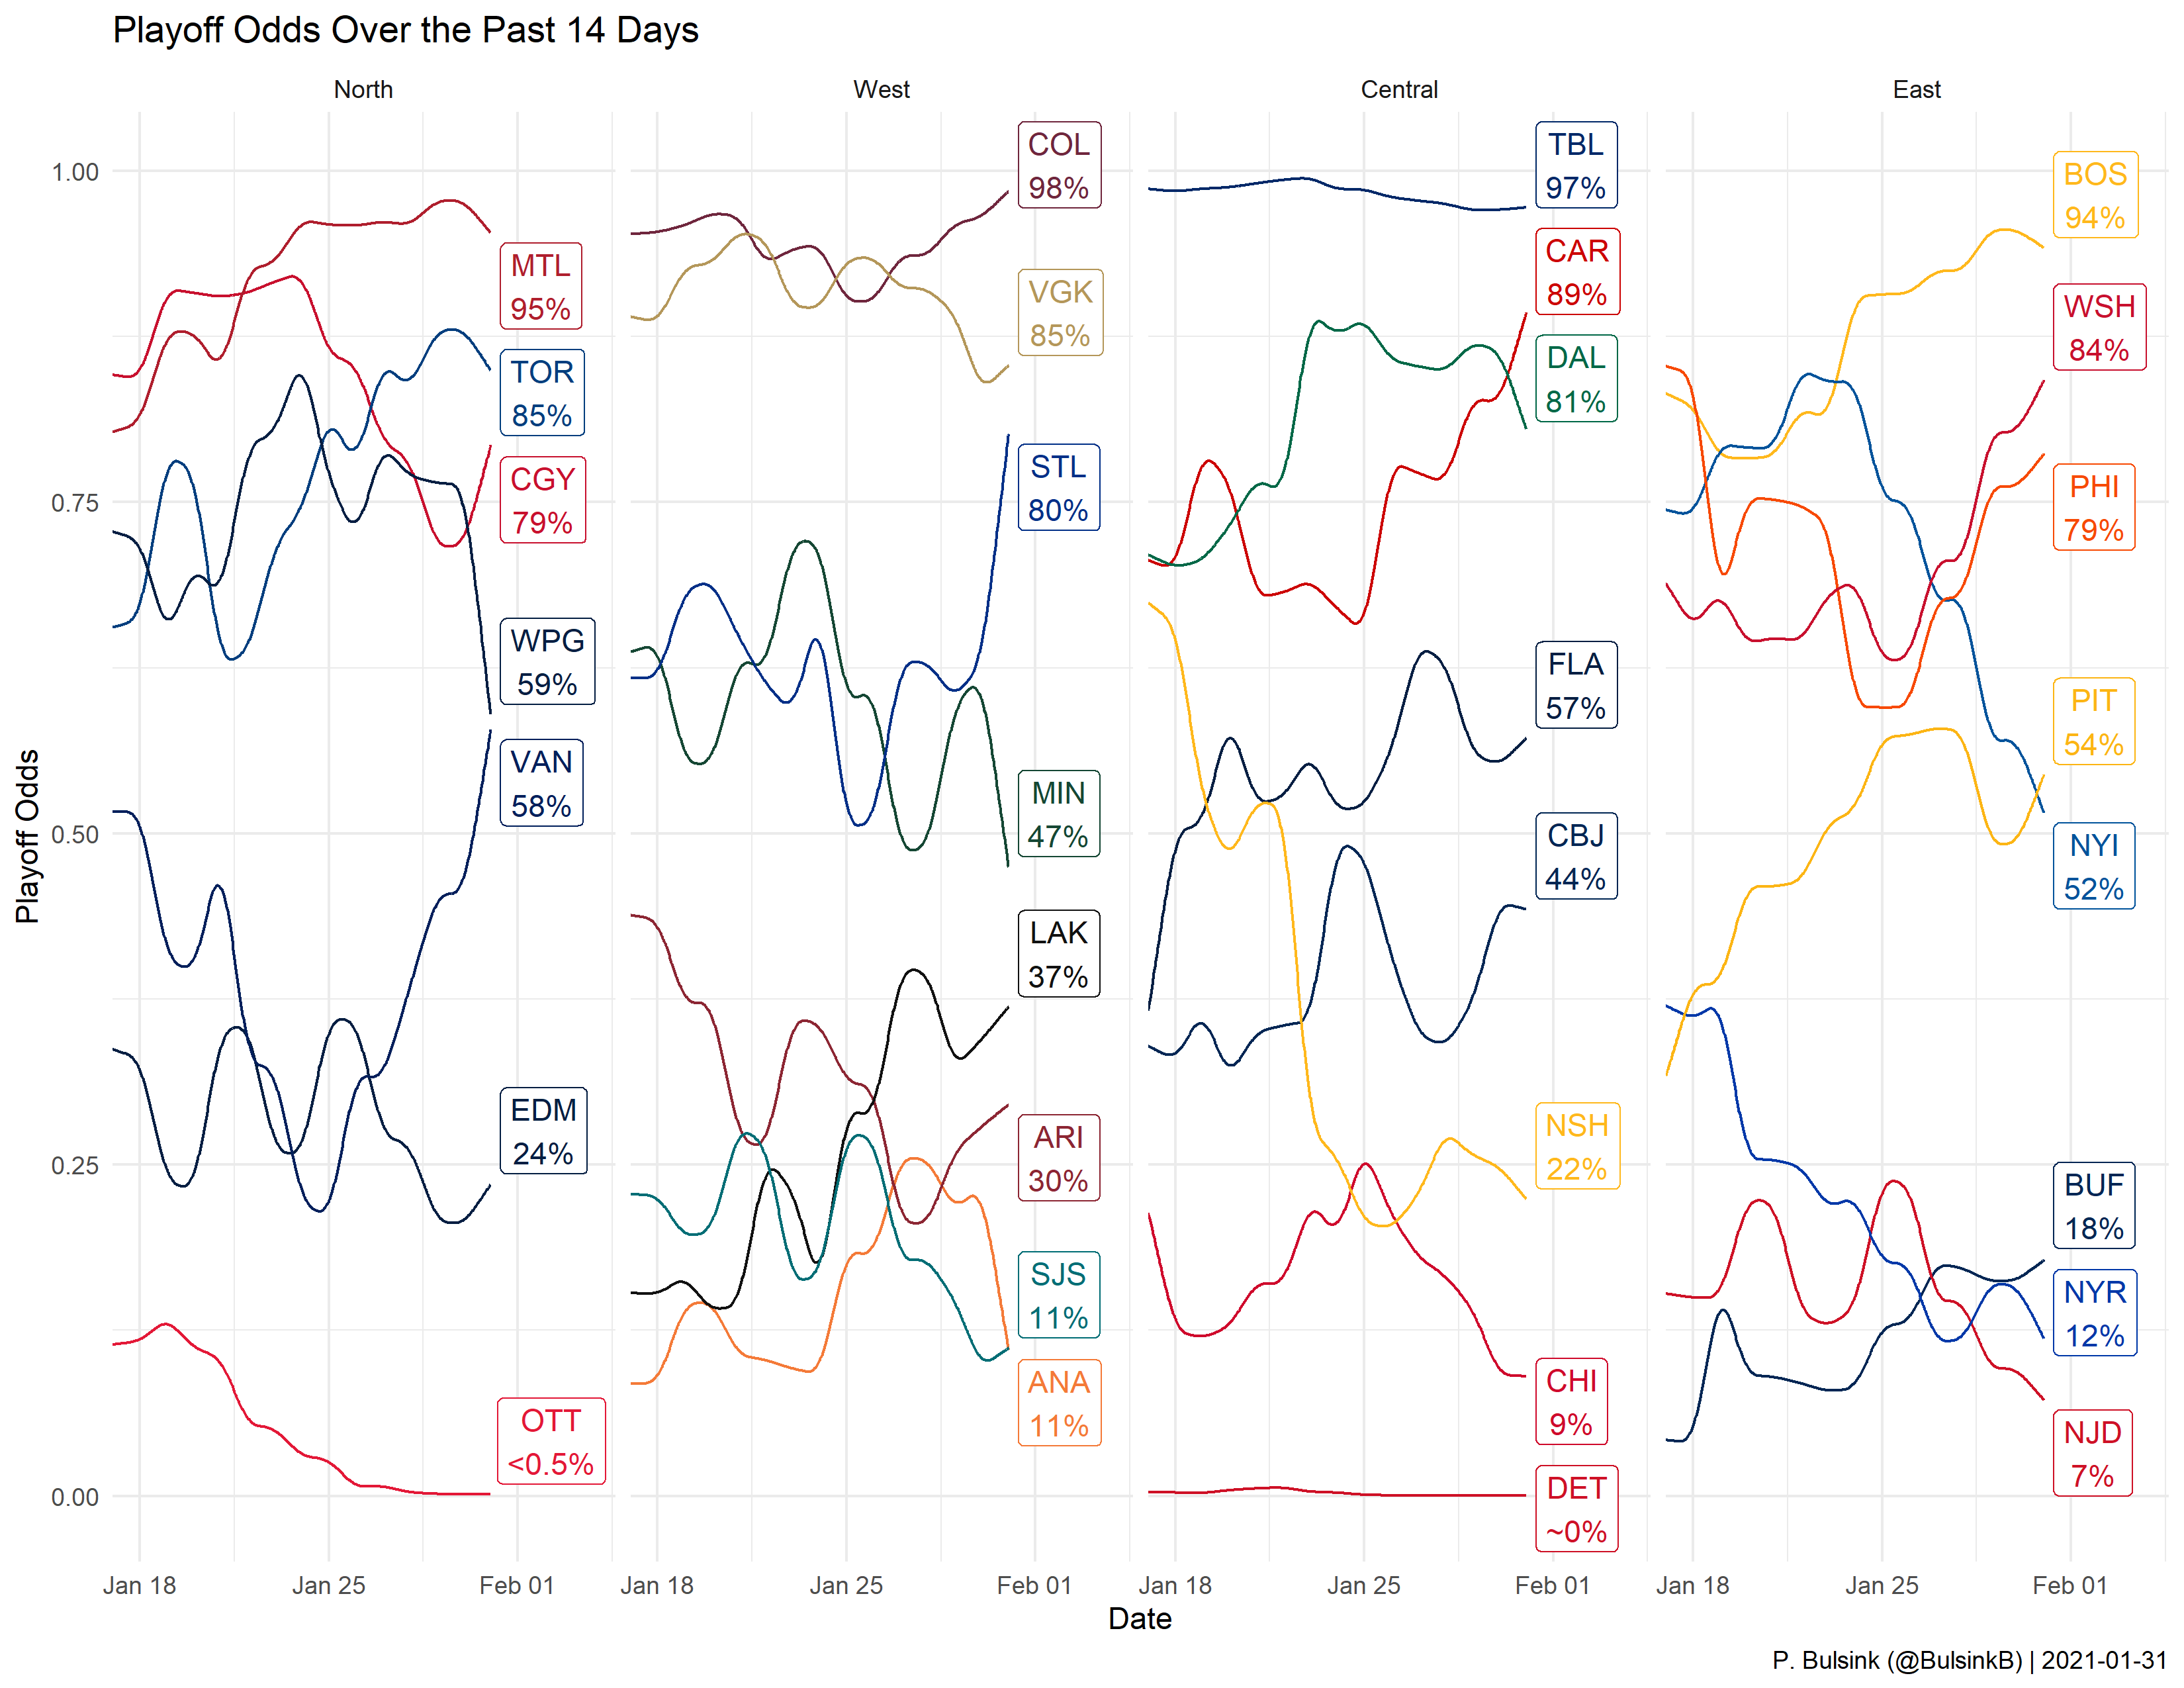 Playoff Odds Over the Past 14 Days
North
West
Central
East
Playoff Odds
1.00
0.75
0.50
0.25
0.00
MTL
95%
TOR
85%
CGY
79%
WPG
59%
VAN
58%
EDM
24%
OTT
<0.5%
COL
98%
VGK
85%
STL
80%
MIN
47%
LAK
37%
ARI
30%
SJS
11%
ANA
11%
TBL
97%
CAR
89%
DAL
81%
FLA
57%
CBJ
44%
NSH
22%
CHI
9%
DET
~0%
BOS
94%
WSH
84%
PHI
79%
PIT
54%
NYI
52%
BUF
18%
NYR
12%
NJD
7%
Jan 18 Jan 25 Feb 01 Jan 18 Jan 25 Feb 01 Jan 18 Jan 25 Feb 01 Jan 18 Jan 25 Feb 01
Date
P. Bulsink (@BulsinkB) | 2021-01-31